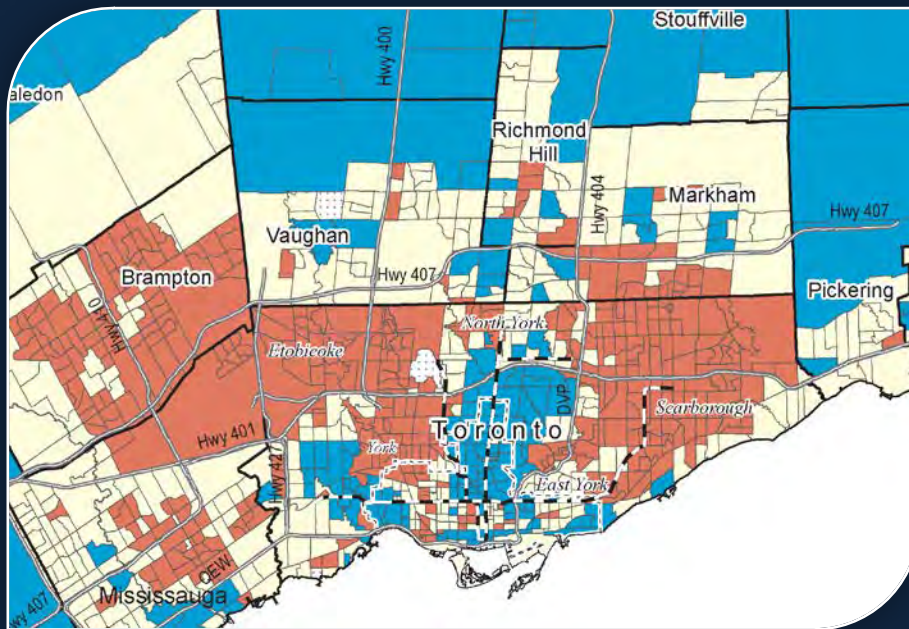 Stouffville
Hwy 400
aledon
Richmond
Hill
Hwy 404
Markham
Hwy 407
Vaughan
Brampton
Hwy 407
Pickering
Hwy 410
North York
Etobicoke
DVP
Scarborough
Toronto
York
Hwy 401
Hwy 427
East York
QEW
Mississauga
Hwy 407